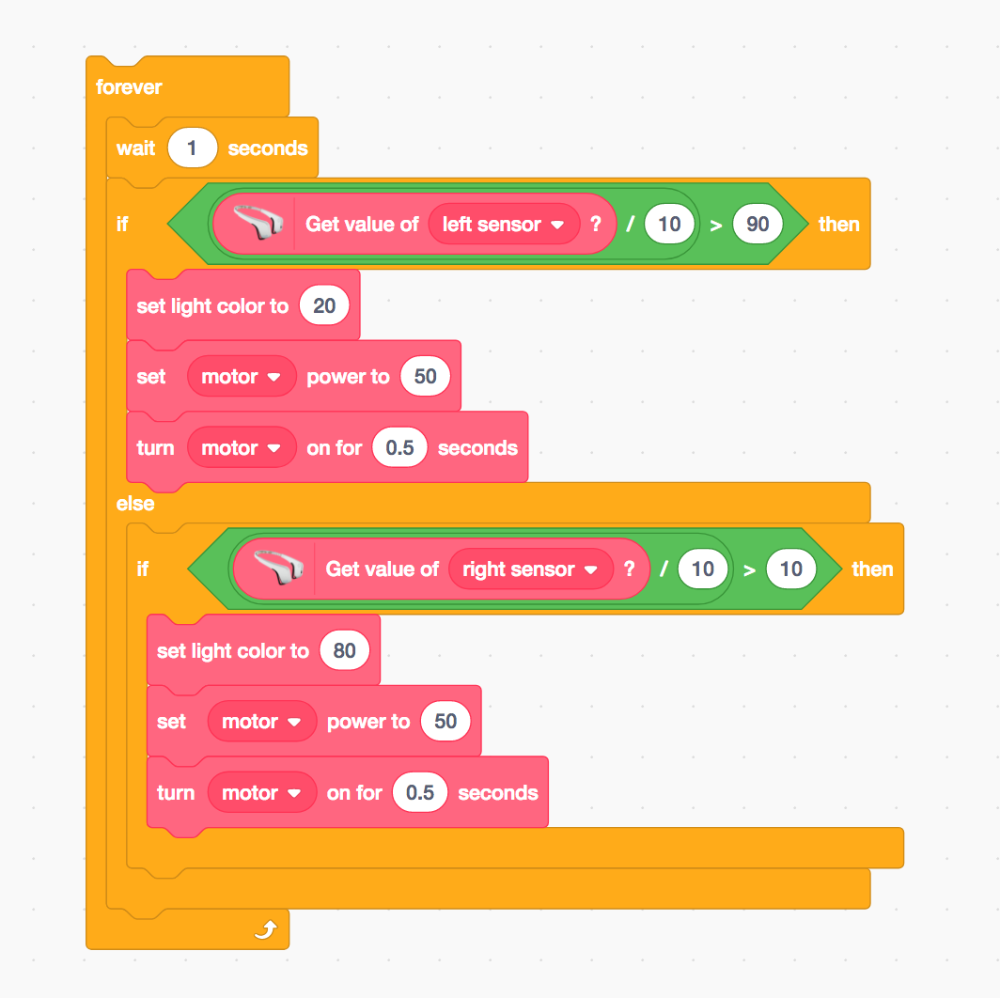 forever
wait 1 seconds
if Get value of left sensor ? / 10 > 90 then
set light color to 20
set motor power to 50
turn motor on for 0.5 seconds
else
if Get value of right sensor ? / 10 > 10 then
set light color to 80
set motor power to 50
turn motor on for 0.5 seconds